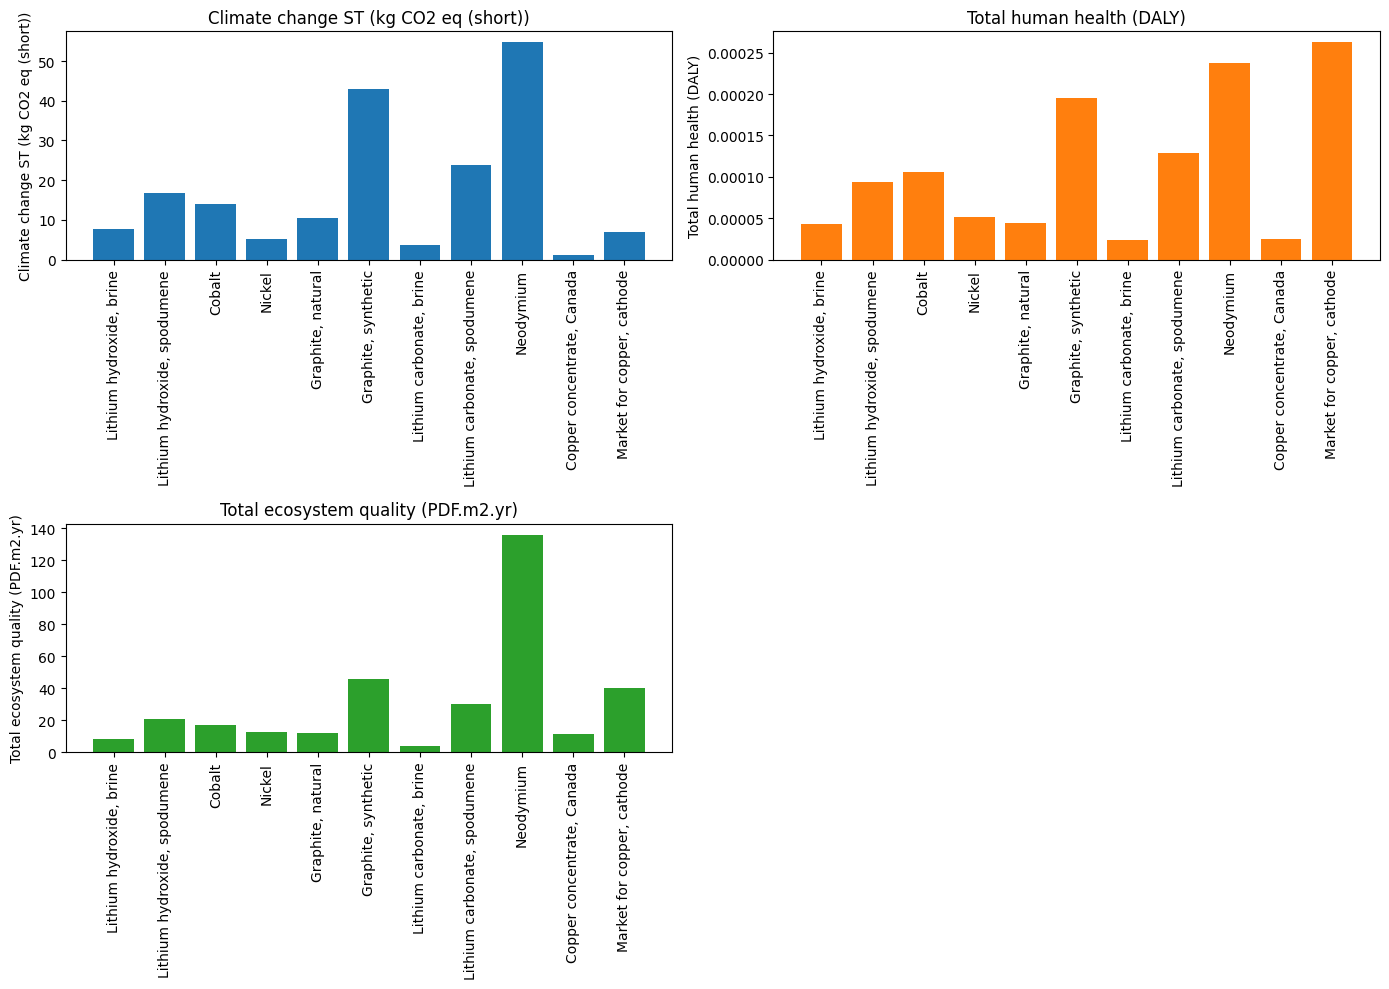 Climate change ST (kg CO2 eq (short))
Climate change ST (kg CO2 eq (short))
50
40
30
20
10
0
Lithium hydroxide, brine
Lithium hydroxide, spodumene
Cobalt
Nickel
Graphite, natural
Graphite, synthetic
Lithium carbonate, brine
Lithium carbonate, spodumene
Neodymium
Copper concentrate, Canada
Market for copper, cathode
Total human health (DALY)
Total human health (DALY)
0.00025
0.00020
0.00015
0.00010
0.00005
0.00000
Lithium hydroxide, brine
Lithium hydroxide, spodumene
Cobalt
Nickel
Graphite, natural
Graphite, synthetic
Lithium carbonate, brine
Lithium carbonate, spodumene
Neodymium
Copper concentrate, Canada
Market for copper, cathode
Total ecosystem quality (PDF.m2.yr)
Total ecosystem quality (PDF.m2.yr)
140
120
100
80
60
40
20
0
Lithium hydroxide, brine
Lithium hydroxide, spodumene
Cobalt
Nickel
Graphite, natural
Graphite, synthetic
Lithium carbonate, brine
Lithium carbonate, spodumene
Neodymium
Copper concentrate, Canada
Market for copper, cathode